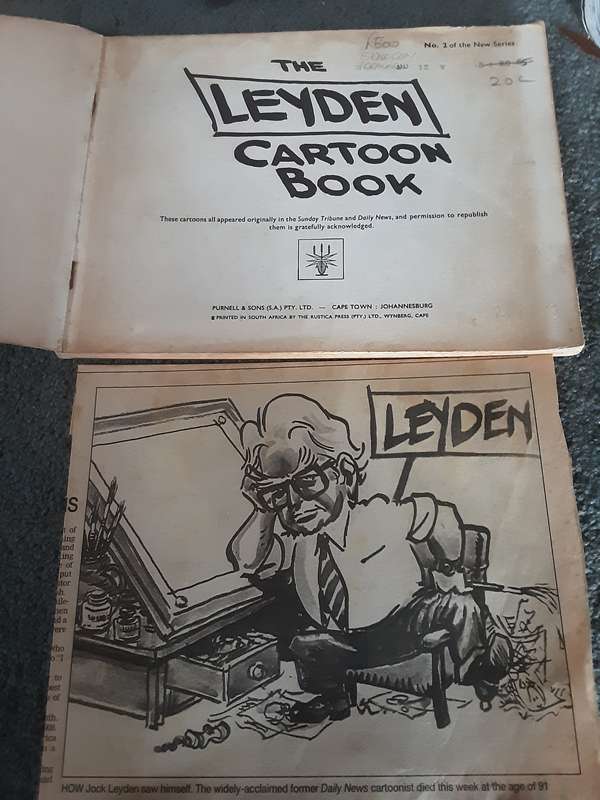 No. 2 of the New Series
20c
THE
LEYDEN
CARTOON
BOOK
These cartoons all appeared originally in the Sunday Tribune and Daily News, and permission to republish
them is gratefully acknowledged.
PURNELL & SONS (S.A.) PTY. LTD. — CAPE TOWN : JOHANNESBURG
PRINTED IN SOUTH AFRICA BY THE RUSTICA PRESS (PTY.) LTD., WYNBERG, CAPE
LEYDEN
HOW Jock Leyden saw himself. The widely-acclaimed former Daily News cartoonist died this week at the age of 91